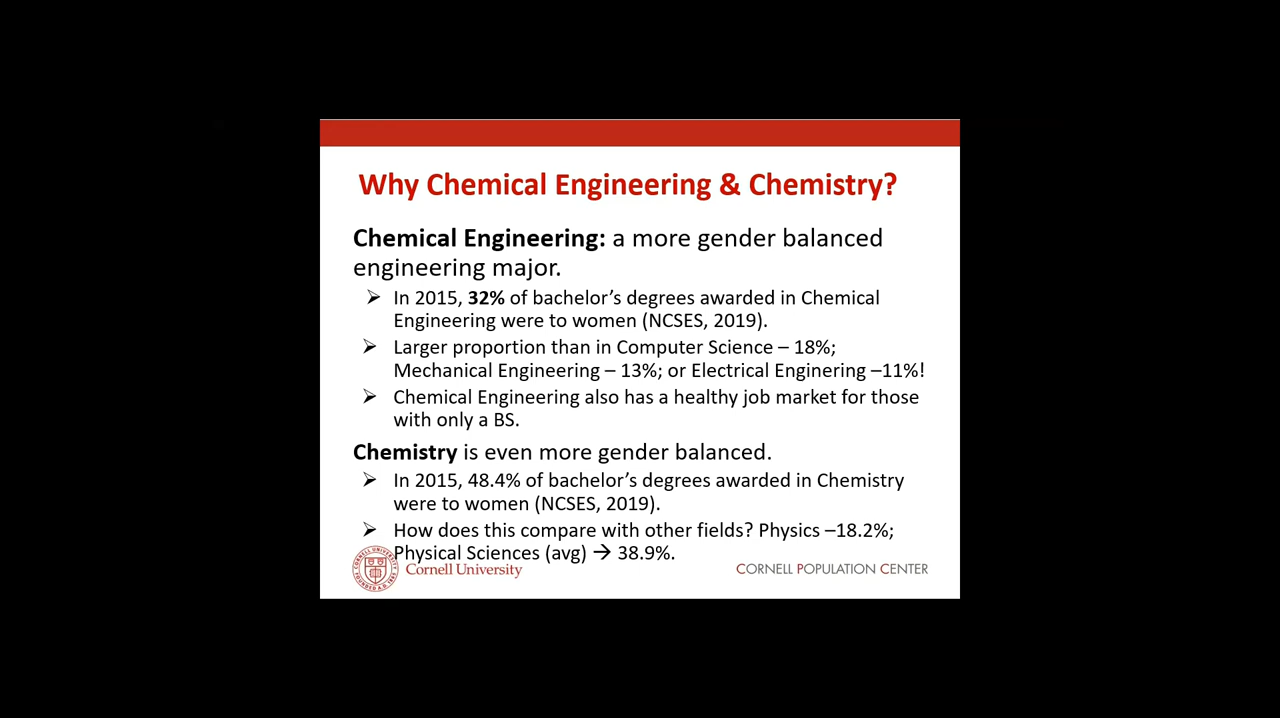 Why Chemical Engineering & Chemistry?
Chemical Engineering: a more gender balanced
engineering major.
➢ In 2015, 32% of bachelor's degrees awarded in Chemical
Engineering were to women (NCSES, 2019).
➢ Larger proportion than in Computer Science – 18%;
Mechanical Engineering – 13%; or Electrical Enginering –11%!
➢ Chemical Engineering also has a healthy job market for those
with only a BS.
Chemistry is even more gender balanced.
➢ In 2015, 48.4% of bachelor's degrees awarded in Chemistry
were to women (NCSES, 2019).
➢ How does this compare with other fields? Physics –18.2%;
Physical Sciences (avg) → 38.9%.
Cornell University
CORNELL POPULATION CENTER